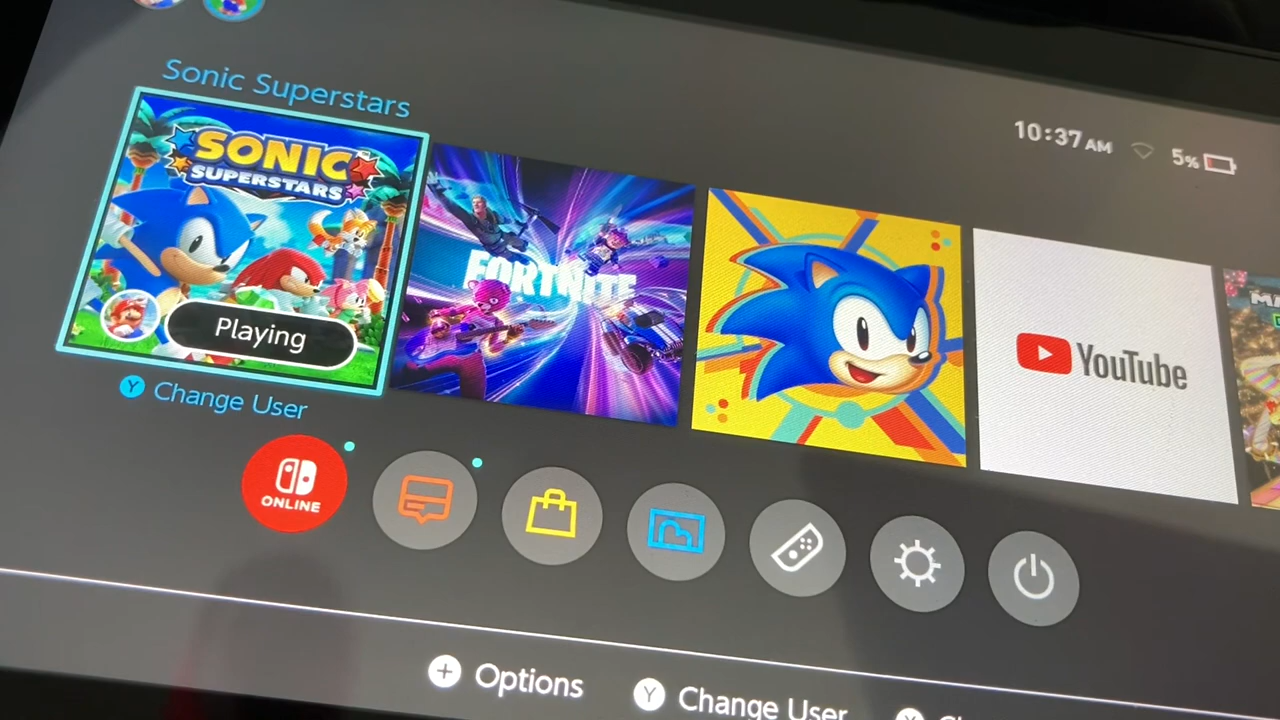 Sonic Superstars
10:37 AM
5%
SONIC
SUPERSTARS
Playing
FORTNITE
YouTube
Y Change User
ONLINE
+ Options
Y Change User